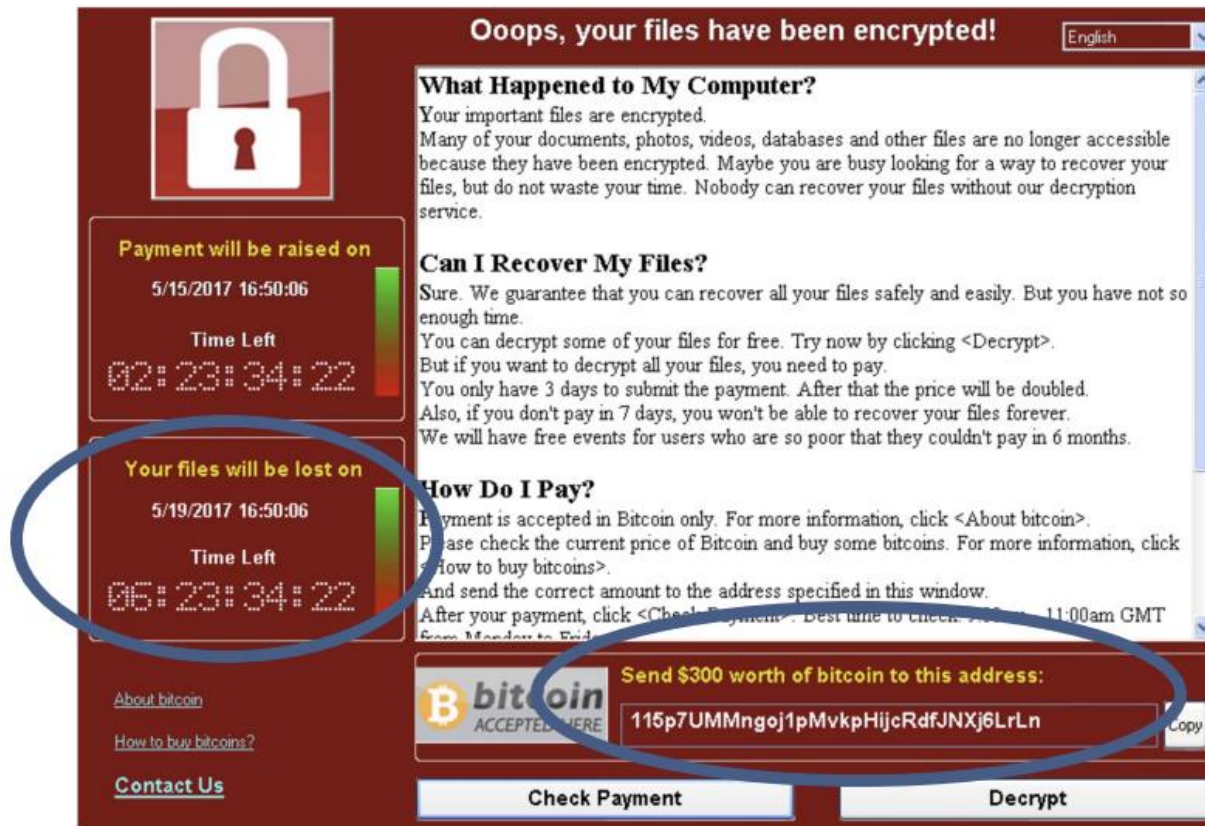 Ooops, your files have been encrypted!
English
What Happened to My Computer?
Your important files are encrypted.
Many of your documents, photos, videos, databases and other files are no longer accessible
because they have been encrypted. Maybe you are busy looking for a way to recover your
files, but do not waste your time. Nobody can recover your files without our decryption
service.
Can I Recover My Files?
Sure. We guarantee that you can recover all your files safely and easily. But you have not so
enough time.
You can decrypt some of your files for free. Try now by clicking <Decrypt>.
But if you want to decrypt all your files, you need to pay.
You only have 3 days to submit the payment. After that the price will be doubled.
Also, if you don't pay in 7 days, you won't be able to recover your files forever.
We will have free events for users who are so poor that they couldn't pay in 6 months.
How Do I Pay?
Payment is accepted in Bitcoin only. For more information, click <About bitcoin>.
Please check the current price of Bitcoin and buy some bitcoins. For more information, click
<How to buy bitcoins>.
And send the correct amount to the address specified in this window.
After your payment, click <Check Payment>. Best time to check: 11:00am GMT
from Monday to
Payment will be raised on
5/15/2017 16:50:06
Time Left
02:23:34:22
Your files will be lost on
5/19/2017 16:50:06
Time Left
06:23:34:22
About bitcoin
How to buy bitcoins?
Contact Us
bitcoin
ACCEPTED HERE
Send $300 worth of bitcoin to this address:
115p7UMMngoj1pMvkpHijcRdfJNXj6LrLn
Copy
Check Payment
Decrypt